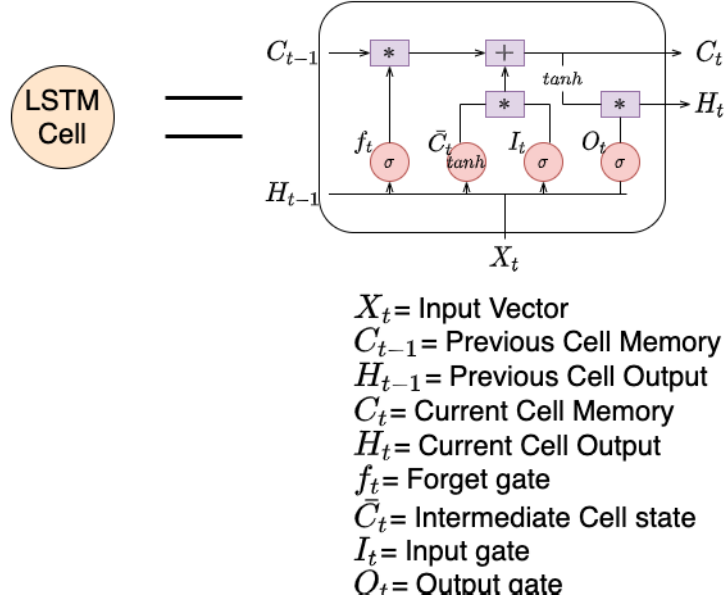 LSTM
Cell
C_{t-1} * + C_t
tanh
* * H_t
f_t C̄_t I_t O_t
σ tanh σ σ
H_{t-1}
X_t
X_t= Input Vector
C_{t-1}= Previous Cell Memory
H_{t-1}= Previous Cell Output
C_t= Current Cell Memory
H_t= Current Cell Output
f_t= Forget gate
C̄_t= Intermediate Cell state
I_t= Input gate
O_t= Output gate